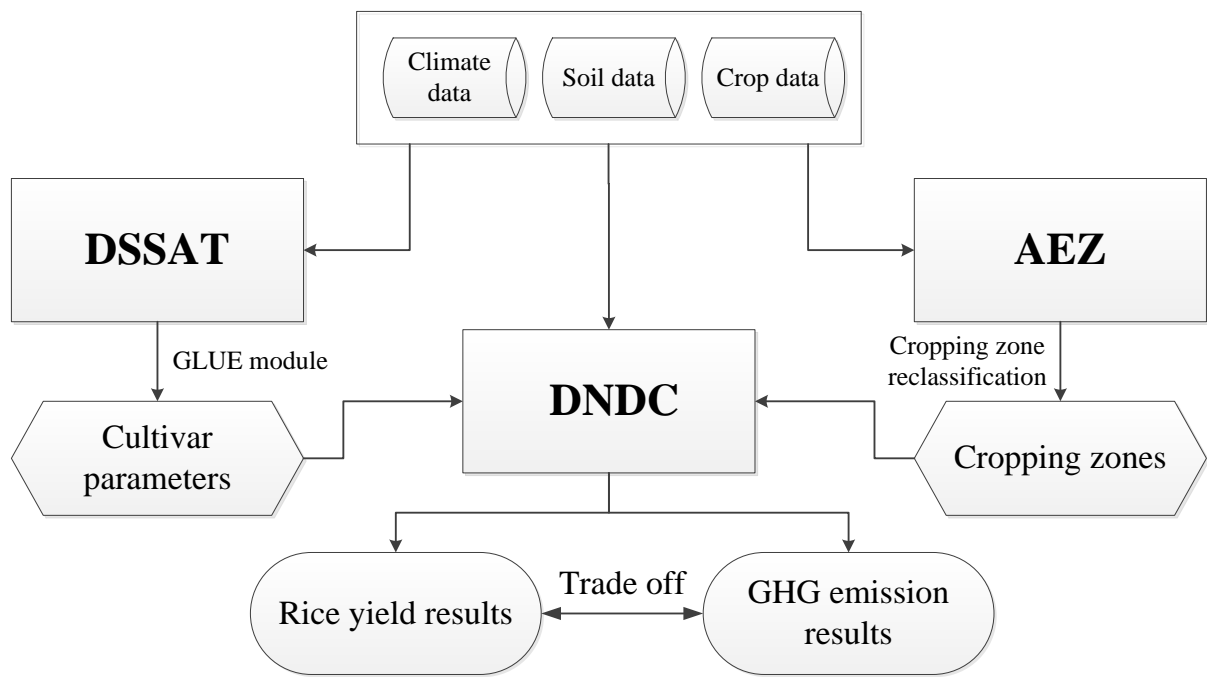 Climate
data
Soil data
Crop data
DSSAT
AEZ
GLUE module
Cropping zone
reclassification
DNDC
Cultivar
parameters
Cropping zones
Trade off
Rice yield results
GHG emission
results